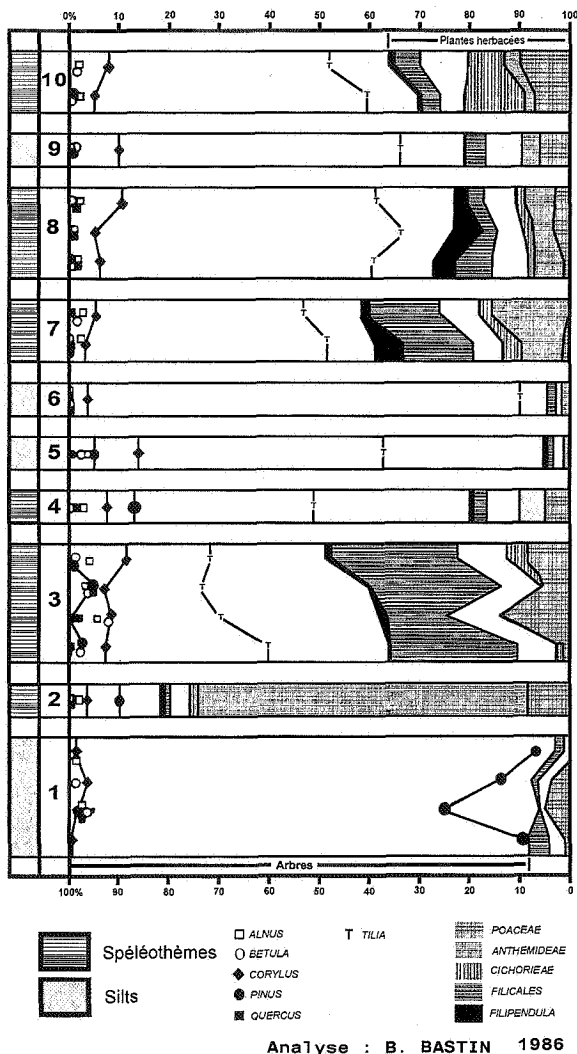 0% 10 20 30 40 50 60 70 80 90 100
Plantes herbacées
10
9
8
7
6
5
4
3
2
1
Arbres
100% 90 80 70 60 50 40 30 20 10 0
Spéléothèmes
Silts
ALNUS
BETULA
CORYLUS
PINUS
QUERCUS
T TILIA
POACEAE
ANTHEMIDEAE
CICHORIEAE
FILICALES
FILIPENDULA
Analyse : B. BASTIN 1986